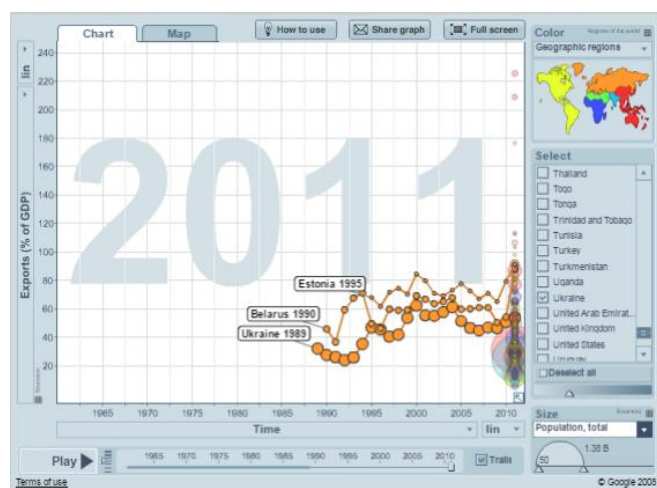 Chart
Map
How to use
Share graph
Full screen
Color
Geographic regions
lin
240
220
200
180
160
140
120
100
80
60
40
20
Exports (% of GDP)
2011
Estonia 1995
Belarus 1990
Ukraine 1989
1965 1970 1975 1980 1985 1990 1995 2000 2005 2010
Time
lin
Select
Thailand
Togo
Tonga
Trinidad and Tobago
Tunisia
Turkey
Turkmenistan
Uganda
Ukraine
United Arab Emirat...
United Kingdom
United States
Uruguay
Deselect all
Size
Population, total
1.38 B
50
Play
1965 1970 1975 1980 1985 1990 1995 2000 2005 2010
Trails
Terms of use
© Google 2008